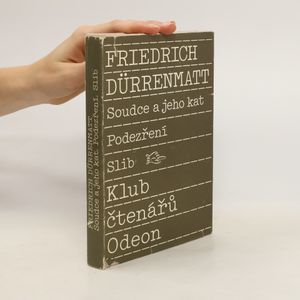 FRIEDRICH
DÜRRENMATT
Soudce a jeho kat
Podezření
Slib
Klub
čtenářů
Odeon
FRIEDRICH DÜRRENMATT
Soudce a jeho kat. Podezření. Slib